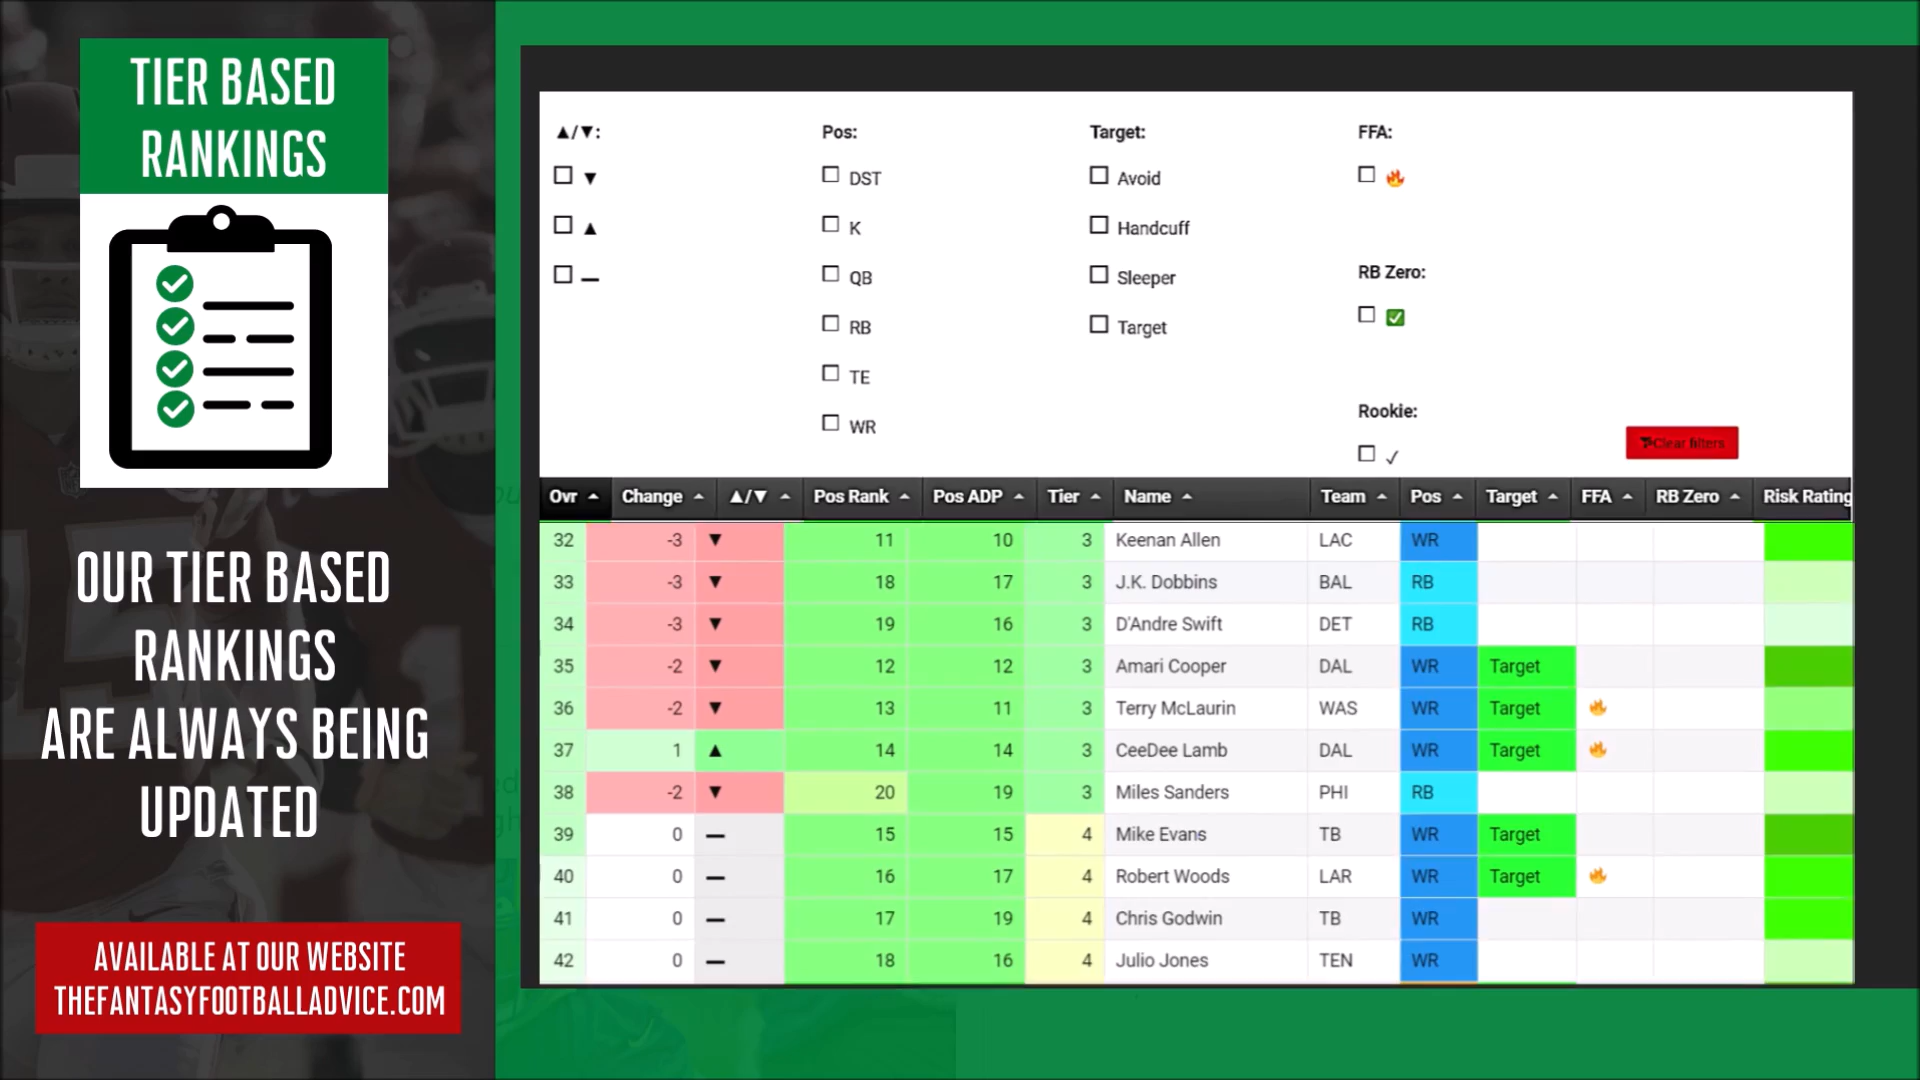 TIER BASED
RANKINGS
OUR TIER BASED
RANKINGS
ARE ALWAYS BEING
UPDATED
AVAILABLE AT OUR WEBSITE
THEFANTASYFOOTBALLADVICE.COM
▲/▼: Pos: Target: FFA:
▼ DST Avoid 🔥
▲ K Handcuff
— QB Sleeper RB Zero:
RB Target ✅
TE
WR Rookie:
✓ Clear filters
Ovr Change ▲/▼ Pos Rank Pos ADP Tier Name Team Pos Target FFA RB Zero Risk Rating
32 -3 ▼ 11 10 3 Keenan Allen LAC WR
33 -3 ▼ 18 17 3 J.K. Dobbins BAL RB
34 -3 ▼ 19 16 3 D'Andre Swift DET RB
35 -2 ▼ 12 12 3 Amari Cooper DAL WR Target
36 -2 ▼ 13 11 3 Terry McLaurin WAS WR Target 🔥
37 1 ▲ 14 14 3 CeeDee Lamb DAL WR Target 🔥
38 -2 ▼ 20 19 3 Miles Sanders PHI RB
39 0 — 15 15 4 Mike Evans TB WR Target
40 0 — 16 17 4 Robert Woods LAR WR Target 🔥
41 0 — 17 19 4 Chris Godwin TB WR
42 0 — 18 16 4 Julio Jones TEN WR